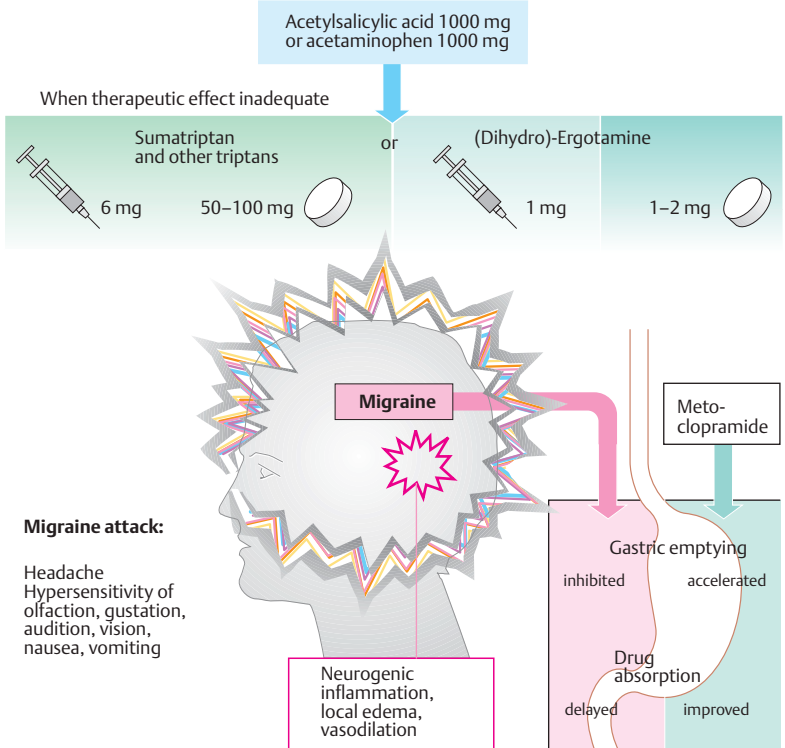 Acetylsalicylic acid 1000 mg
or acetaminophen 1000 mg
When therapeutic effect inadequate
Sumatriptan
and other triptans
or
(Dihydro)-Ergotamine
6 mg
50–100 mg
1 mg
1–2 mg
Migraine
Meto-
clopramide
Migraine attack:
Headache
Hypersensitivity of
olfaction, gustation,
audition, vision,
nausea, vomiting
Gastric emptying
inhibited
accelerated
Drug
absorption
delayed
improved
Neurogenic
inflammation,
local edema,
vasodilation